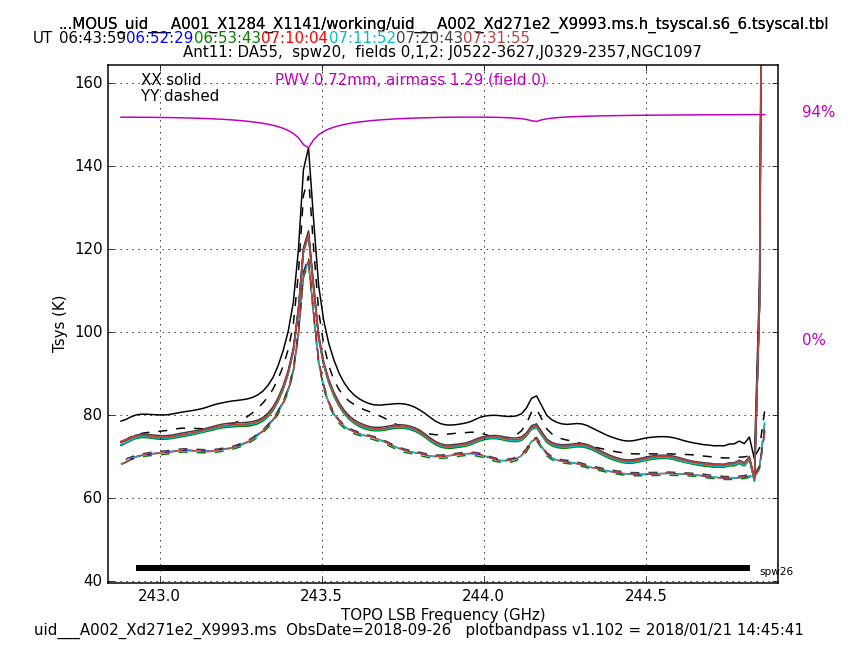 ...MOUS_uid___A001_X1284_X1141/working/uid___A002_Xd271e2_X9993.ms.h_tsyscal.s6_6.tsyscal.tbl
UT 06:43:59 06:52:29 06:53:43 07:10:04 07:11:52 07:20:43 07:31:55
Ant11: DA55, spw20, fields 0,1,2: J0522-3627,J0329-2357,NGC1097
XX solid
YY dashed
PWV 0.72mm, airmass 1.29 (field 0)
94%
0%
160
140
120
100
80
60
40
Tsys (K)
spw26
243.0 243.5 244.0 244.5
TOPO LSB Frequency (GHz)
uid___A002_Xd271e2_X9993.ms ObsDate=2018-09-26 plotbandpass v1.102 = 2018/01/21 14:45:41